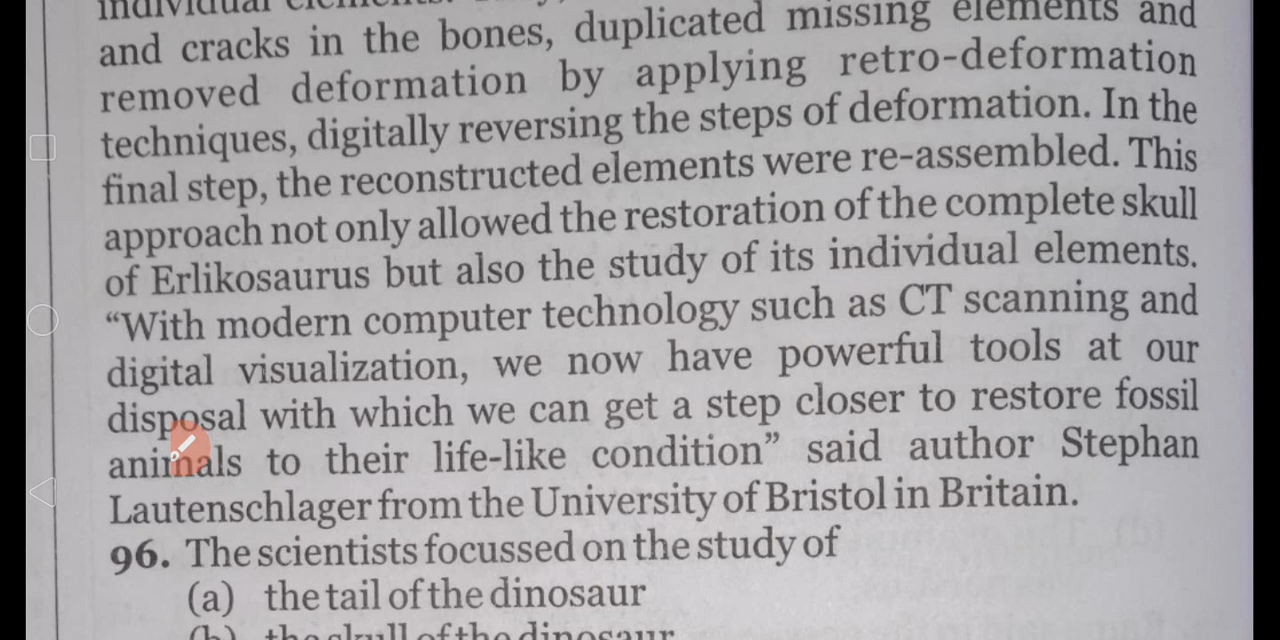 individual elements.
and cracks in the bones, duplicated missing elements and
removed deformation by applying retro-deformation
techniques, digitally reversing the steps of deformation. In the
final step, the reconstructed elements were re-assembled. This
approach not only allowed the restoration of the complete skull
of Erlikosaurus but also the study of its individual elements.
“With modern computer technology such as CT scanning and
digital visualization, we now have powerful tools at our
disposal with which we can get a step closer to restore fossil
animals to their life-like condition” said author Stephan
Lautenschlager from the University of Bristol in Britain.
96. The scientists focussed on the study of
(a) the tail of the dinosaur
(b) the skull of the dinosaur